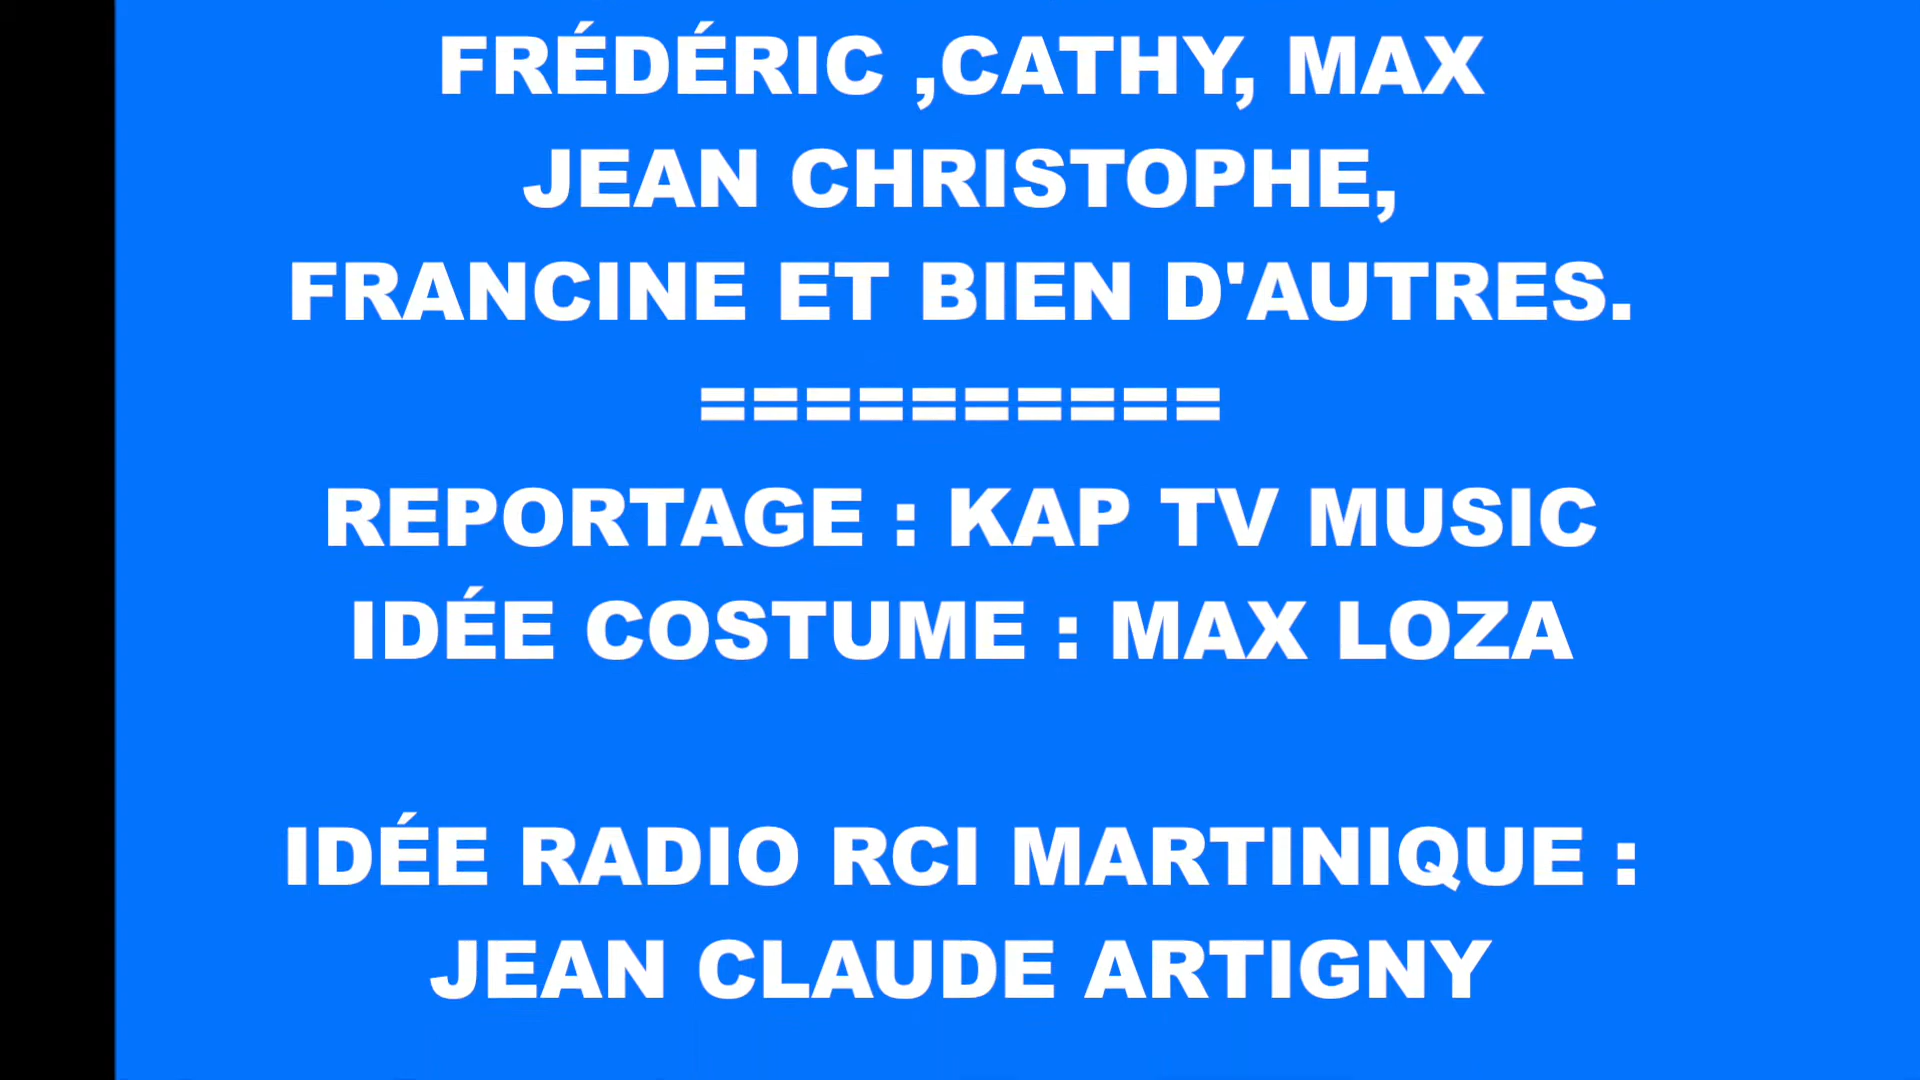 FRÉDÉRIC ,CATHY, MAX
JEAN CHRISTOPHE,
FRANCINE ET BIEN D'AUTRES.
==========
REPORTAGE : KAP TV MUSIC
IDÉE COSTUME : MAX LOZA
IDÉE RADIO RCI MARTINIQUE :
JEAN CLAUDE ARTIGNY